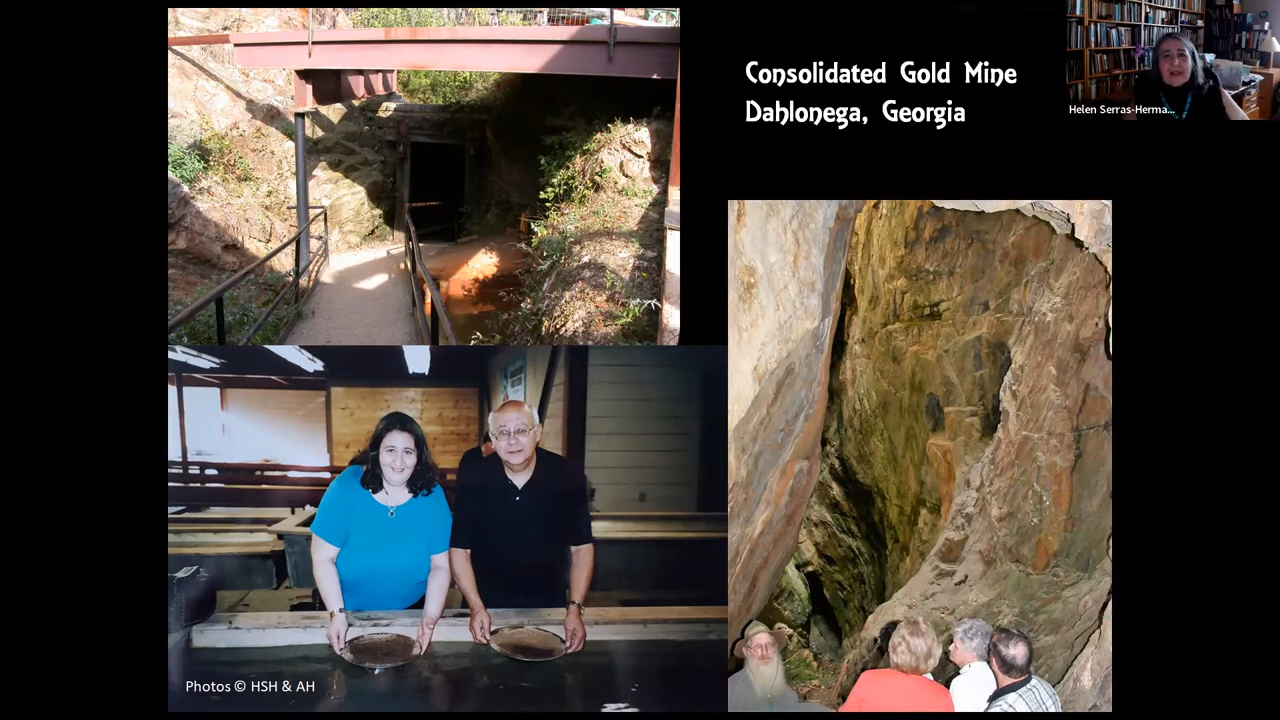 Consolidated Gold Mine
Dahlonega, Georgia
Helen Serras-Herma...
Photos © HSH & AH